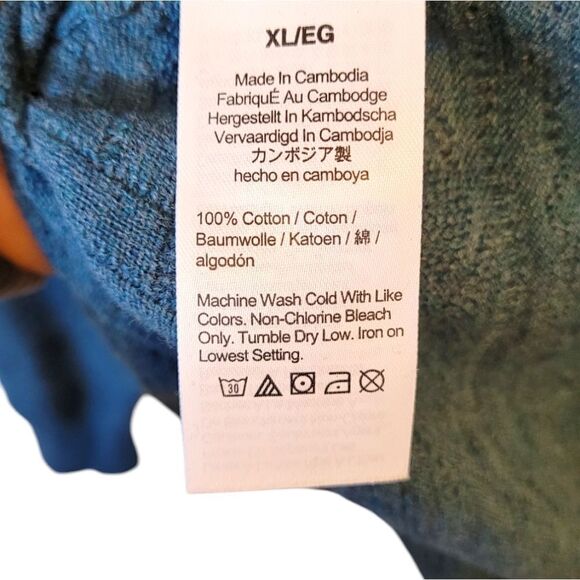 XL/EG
Made In Cambodia
FabriquÉ Au Cambodge
Hergestellt In Kambodscha
Vervaardigd In Cambodja
カンボジア製
hecho en camboya
100% Cotton / Coton /
Baumwolle / Katoen / 綿 /
algodón
Machine Wash Cold With Like
Colors. Non-Chlorine Bleach
Only. Tumble Dry Low. Iron on
Lowest Setting.
30